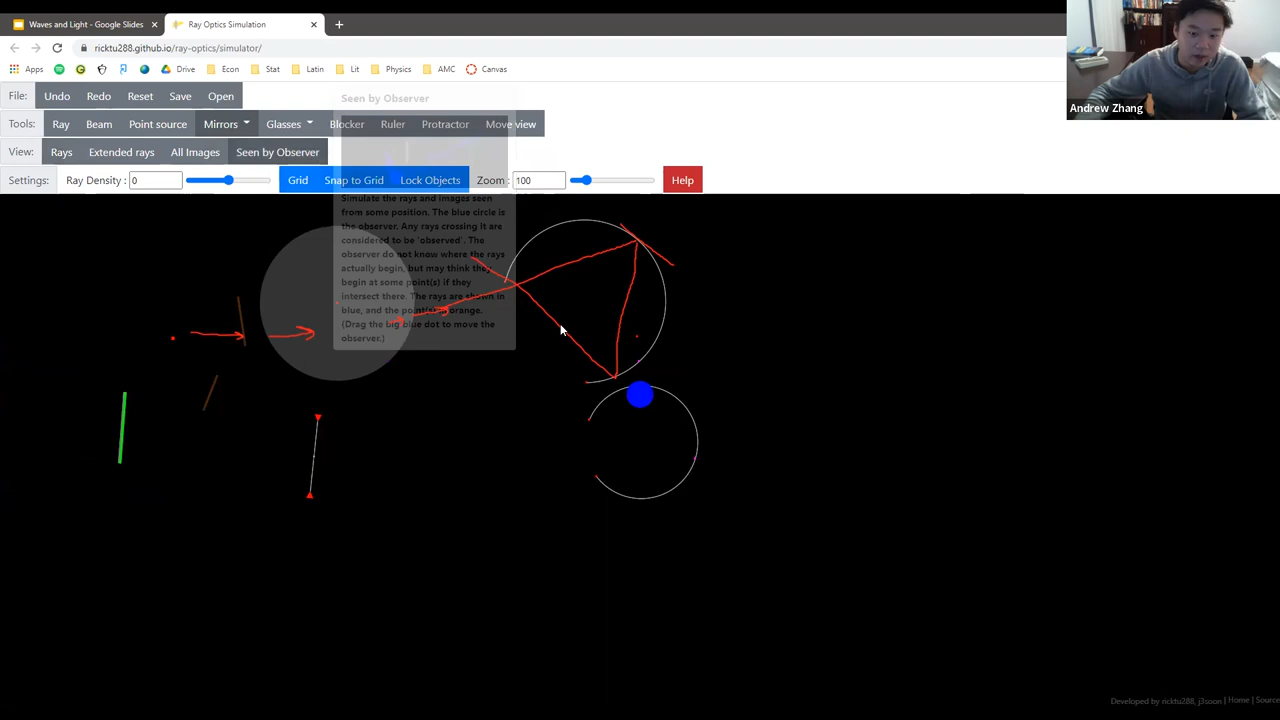 Waves and Light - Google Slides
Ray Optics Simulation
ricktu288.github.io/ray-optics/simulator/
Apps Drive Econ Stat Latin Lit Physics AMC Canvas
Andrew Zhang
File: Undo Redo Reset Save Open
Seen by Observer
Tools: Ray Beam Point source Mirrors Glasses Blocker Ruler Protractor Move view
View: Rays Extended rays All Images Seen by Observer
Settings: Ray Density : 0 Grid Snap to Grid Lock Objects Zoom : 100 Help
Simulate the rays and images seen
from some position. The blue circle is
the observer. Any rays crossing it are
considered to be 'observed'. The
observer do not know where the rays
actually begin, but may think they
begin at some point(s) if they
intersect there. The rays are shown in
blue, and the point(s) in orange.
(Drag the big blue dot to move the
observer.)
Developed by ricktu288, j3soon | Home | Source